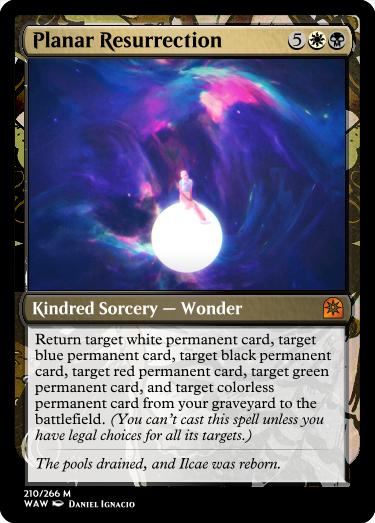 Planar Resurrection 5
Kindred Sorcery — Wonder
Return target white permanent card, target
blue permanent card, target black permanent
card, target red permanent card, target green
permanent card, and target colorless
permanent card from your graveyard to the
battlefield. (You can't cast this spell unless you
have legal choices for all its targets.)
The pools drained, and Ilcae was reborn.
210/266 M
WAW Daniel Ignacio